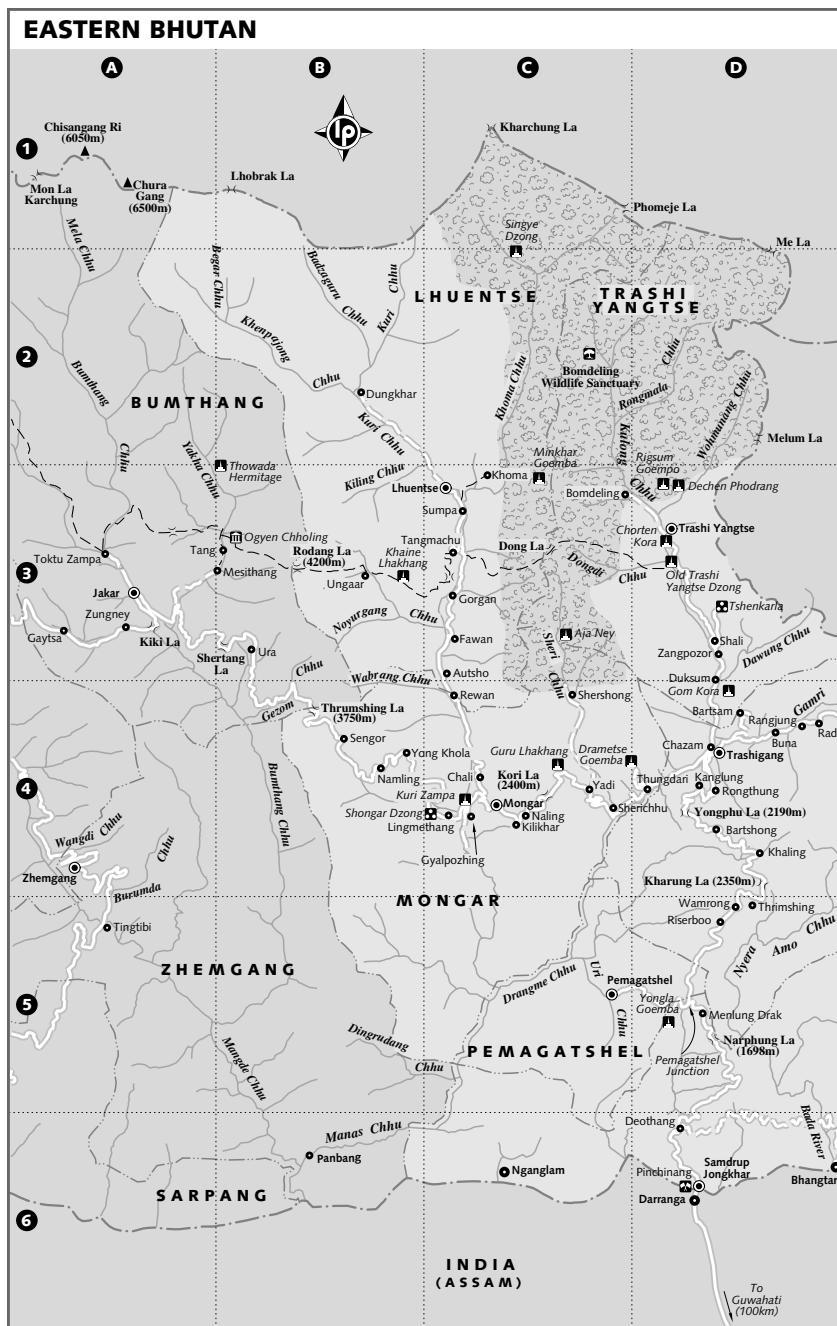 EASTERN BHUTAN
A
B
C
D
1
2
3
4
5
6
lp
Chisangang Ri
(6050m)
Mon La
Karchung
Chura
Gang
(6500m)
Lhobrak La
Kharchung La
Phomeje La
Me La
Singye
Dzong
Mela Chhu
Begar Chhu
Badzaguru
Chhu
Kuri Chhu
LHUENTSE
TRASHI
YANGTSE
Khenpajong
Chhu
Bumthang
Chhu
BUMTHANG
Dungkhar
Kuri Chhu
Khoma Chhu
Bomdeling
Wildlife Sanctuary
Rongmala
Chhu
Wohmunang Chhu
Melum La
Yakha Chhu
Thowada
Hermitage
Kiling Chhu
Lhuentse
Khoma
Minkhar
Goemba
Kulong
Chhu
Rigsum
Goempo
Dechen Phodrang
Bomdeling
Sumpa
Ogyen Chholing
Rodang La
(4200m)
Khaine
Lhakhang
Tangmachu
Dong La
Dongdi
Chhu
Chorten
Kora
Trashi Yangtse
Old Trashi
Yangtse Dzong
Toktu Zampa
Tang
Mesithang
Ungaar
Jakar
Gorgan
Tshenkarla
Noyurgang
Chhu
Zungney
Gaytsa
Kiki La
Fawan
Aja Ney
Sheri
Chhu
Shali
Zangpozor
Dawung Chhu
Shertang
La
Ura
Chhu
Gezom
Wabrang Chhu
Autsho
Rewan
Shershong
Duksum
Gom Kora
Thrumshing La
(3750m)
Bartsam
Gamri
Rangjung
Rad
Buna
Sengor
Yong Khola
Guru Lhakhang
Drametse
Goemba
Chazam
Trashigang
Namling
Chali
Kori La
(2400m)
Yadi
Thungdari
Kanglung
Rongthung
Kuri Zampa
Shongar Dzong
Lingmethang
Mongar
Naling
Kilikhar
Sherichhu
Yongphu La (2190m)
Bartshong
Gyalpozhing
Khaling
Bumthang Chhu
Wangdi Chhu
Chhu
Zhemgang
Burumda
Kharung La (2350m)
MONGAR
Wamrong
Thrimshing
Riserboo
Tingtibi
Nyera
Amo Chhu
ZHEMGANG
Drangme Chhu
Uri
Chhu
Pemagatshel
Yongla
Goemba
Menlung Drak
Mangde Chhu
Dingrudang
Chhu
PEMAGATSHEL
Narphung La
(1698m)
Pemagatshel
Junction
Manas Chhu
Deothang
Bada River
Panbang
Nganglam
Pinchinang
Samdrup
Jongkhar
Bhangtar
SARPANG
Darranga
INDIA
(ASSAM)
To
Guwahati
(100km)